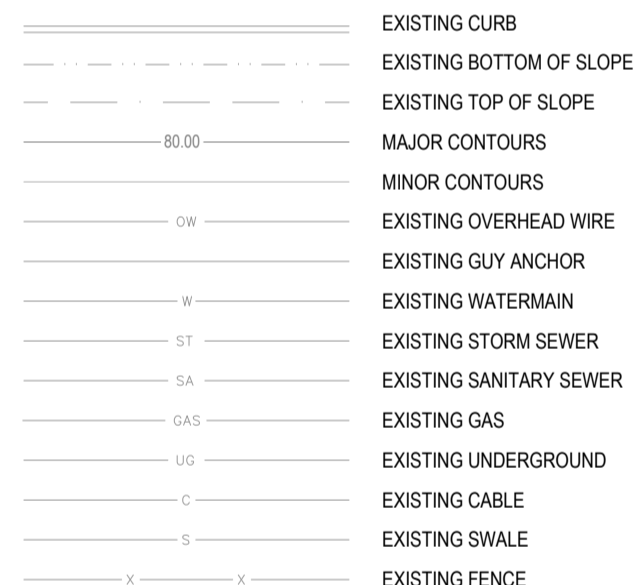 EXISTING CURB
EXISTING BOTTOM OF SLOPE
EXISTING TOP OF SLOPE
80.00 MAJOR CONTOURS
MINOR CONTOURS
OW EXISTING OVERHEAD WIRE
EXISTING GUY ANCHOR
W EXISTING WATERMAIN
ST EXISTING STORM SEWER
SA EXISTING SANITARY SEWER
GAS EXISTING GAS
UG EXISTING UNDERGROUND
C EXISTING CABLE
S EXISTING SWALE
X X EXISTING FENCE